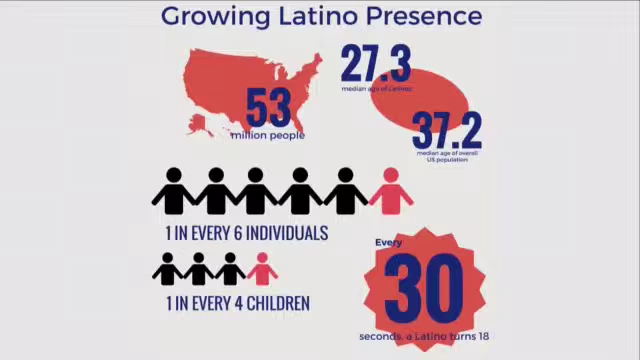 Growing Latino Presence
53
million people
27.3
median age of Latinos
37.2
median age of overall
US population
1 IN EVERY 6 INDIVIDUALS
1 IN EVERY 4 CHILDREN
Every
30
seconds, a Latino turns 18